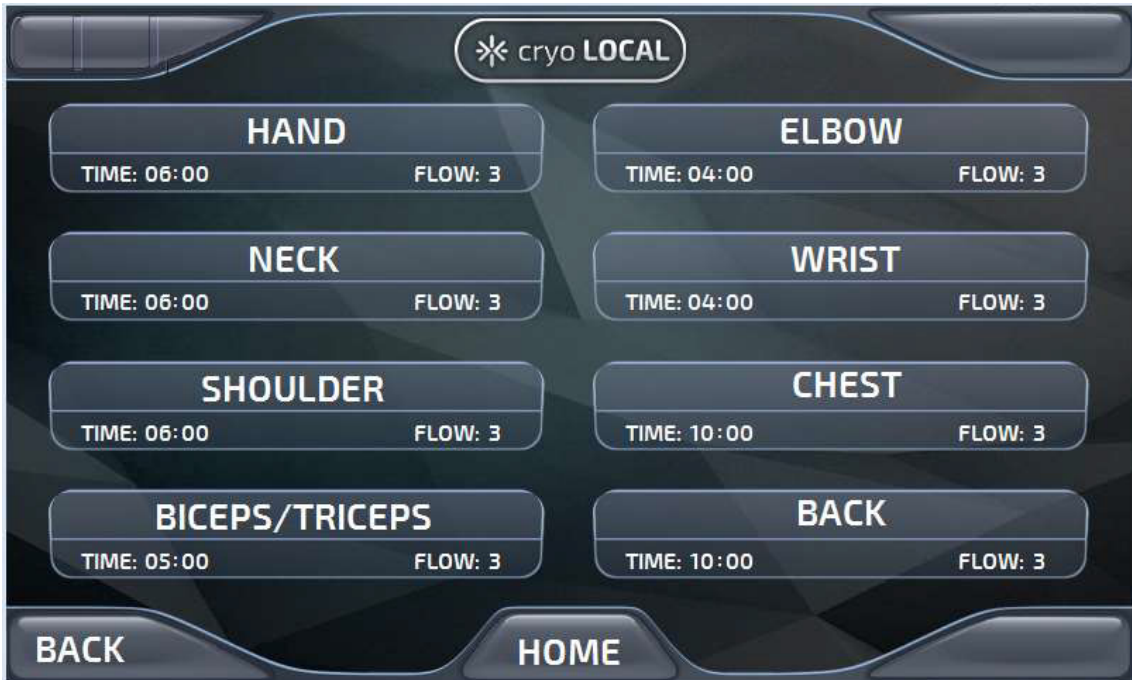 cryo LOCAL
HAND
TIME: 06:00 FLOW: 3
ELBOW
TIME: 04:00 FLOW: 3
NECK
TIME: 06:00 FLOW: 3
WRIST
TIME: 04:00 FLOW: 3
SHOULDER
TIME: 06:00 FLOW: 3
CHEST
TIME: 10:00 FLOW: 3
BICEPS/TRICEPS
TIME: 05:00 FLOW: 3
BACK
TIME: 10:00 FLOW: 3
BACK
HOME